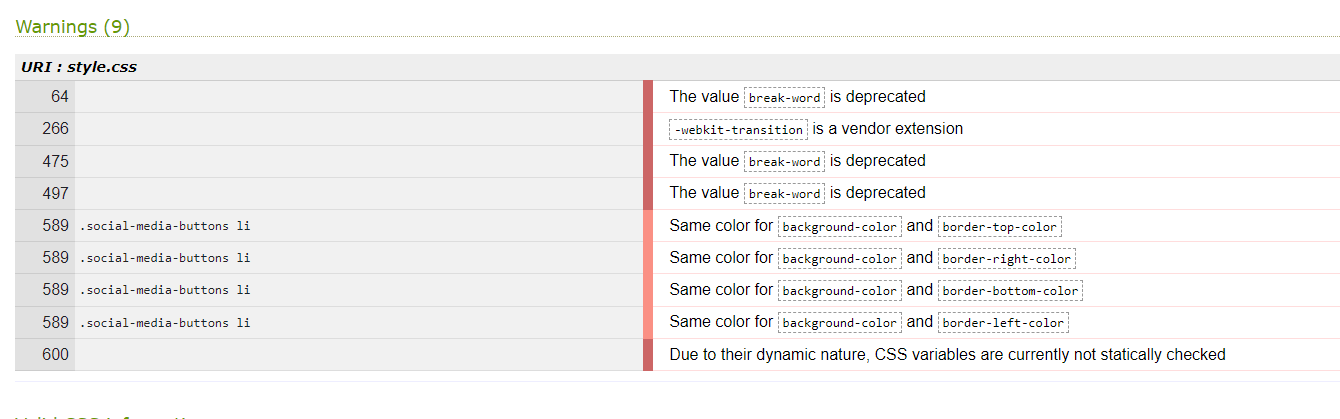 Warnings (9)
URI : style.css
64 The value break-word is deprecated
266 -webkit-transition is a vendor extension
475 The value break-word is deprecated
497 The value break-word is deprecated
589 .social-media-buttons li Same color for background-color and border-top-color
589 .social-media-buttons li Same color for background-color and border-right-color
589 .social-media-buttons li Same color for background-color and border-bottom-color
589 .social-media-buttons li Same color for background-color and border-left-color
600 Due to their dynamic nature, CSS variables are currently not statically checked